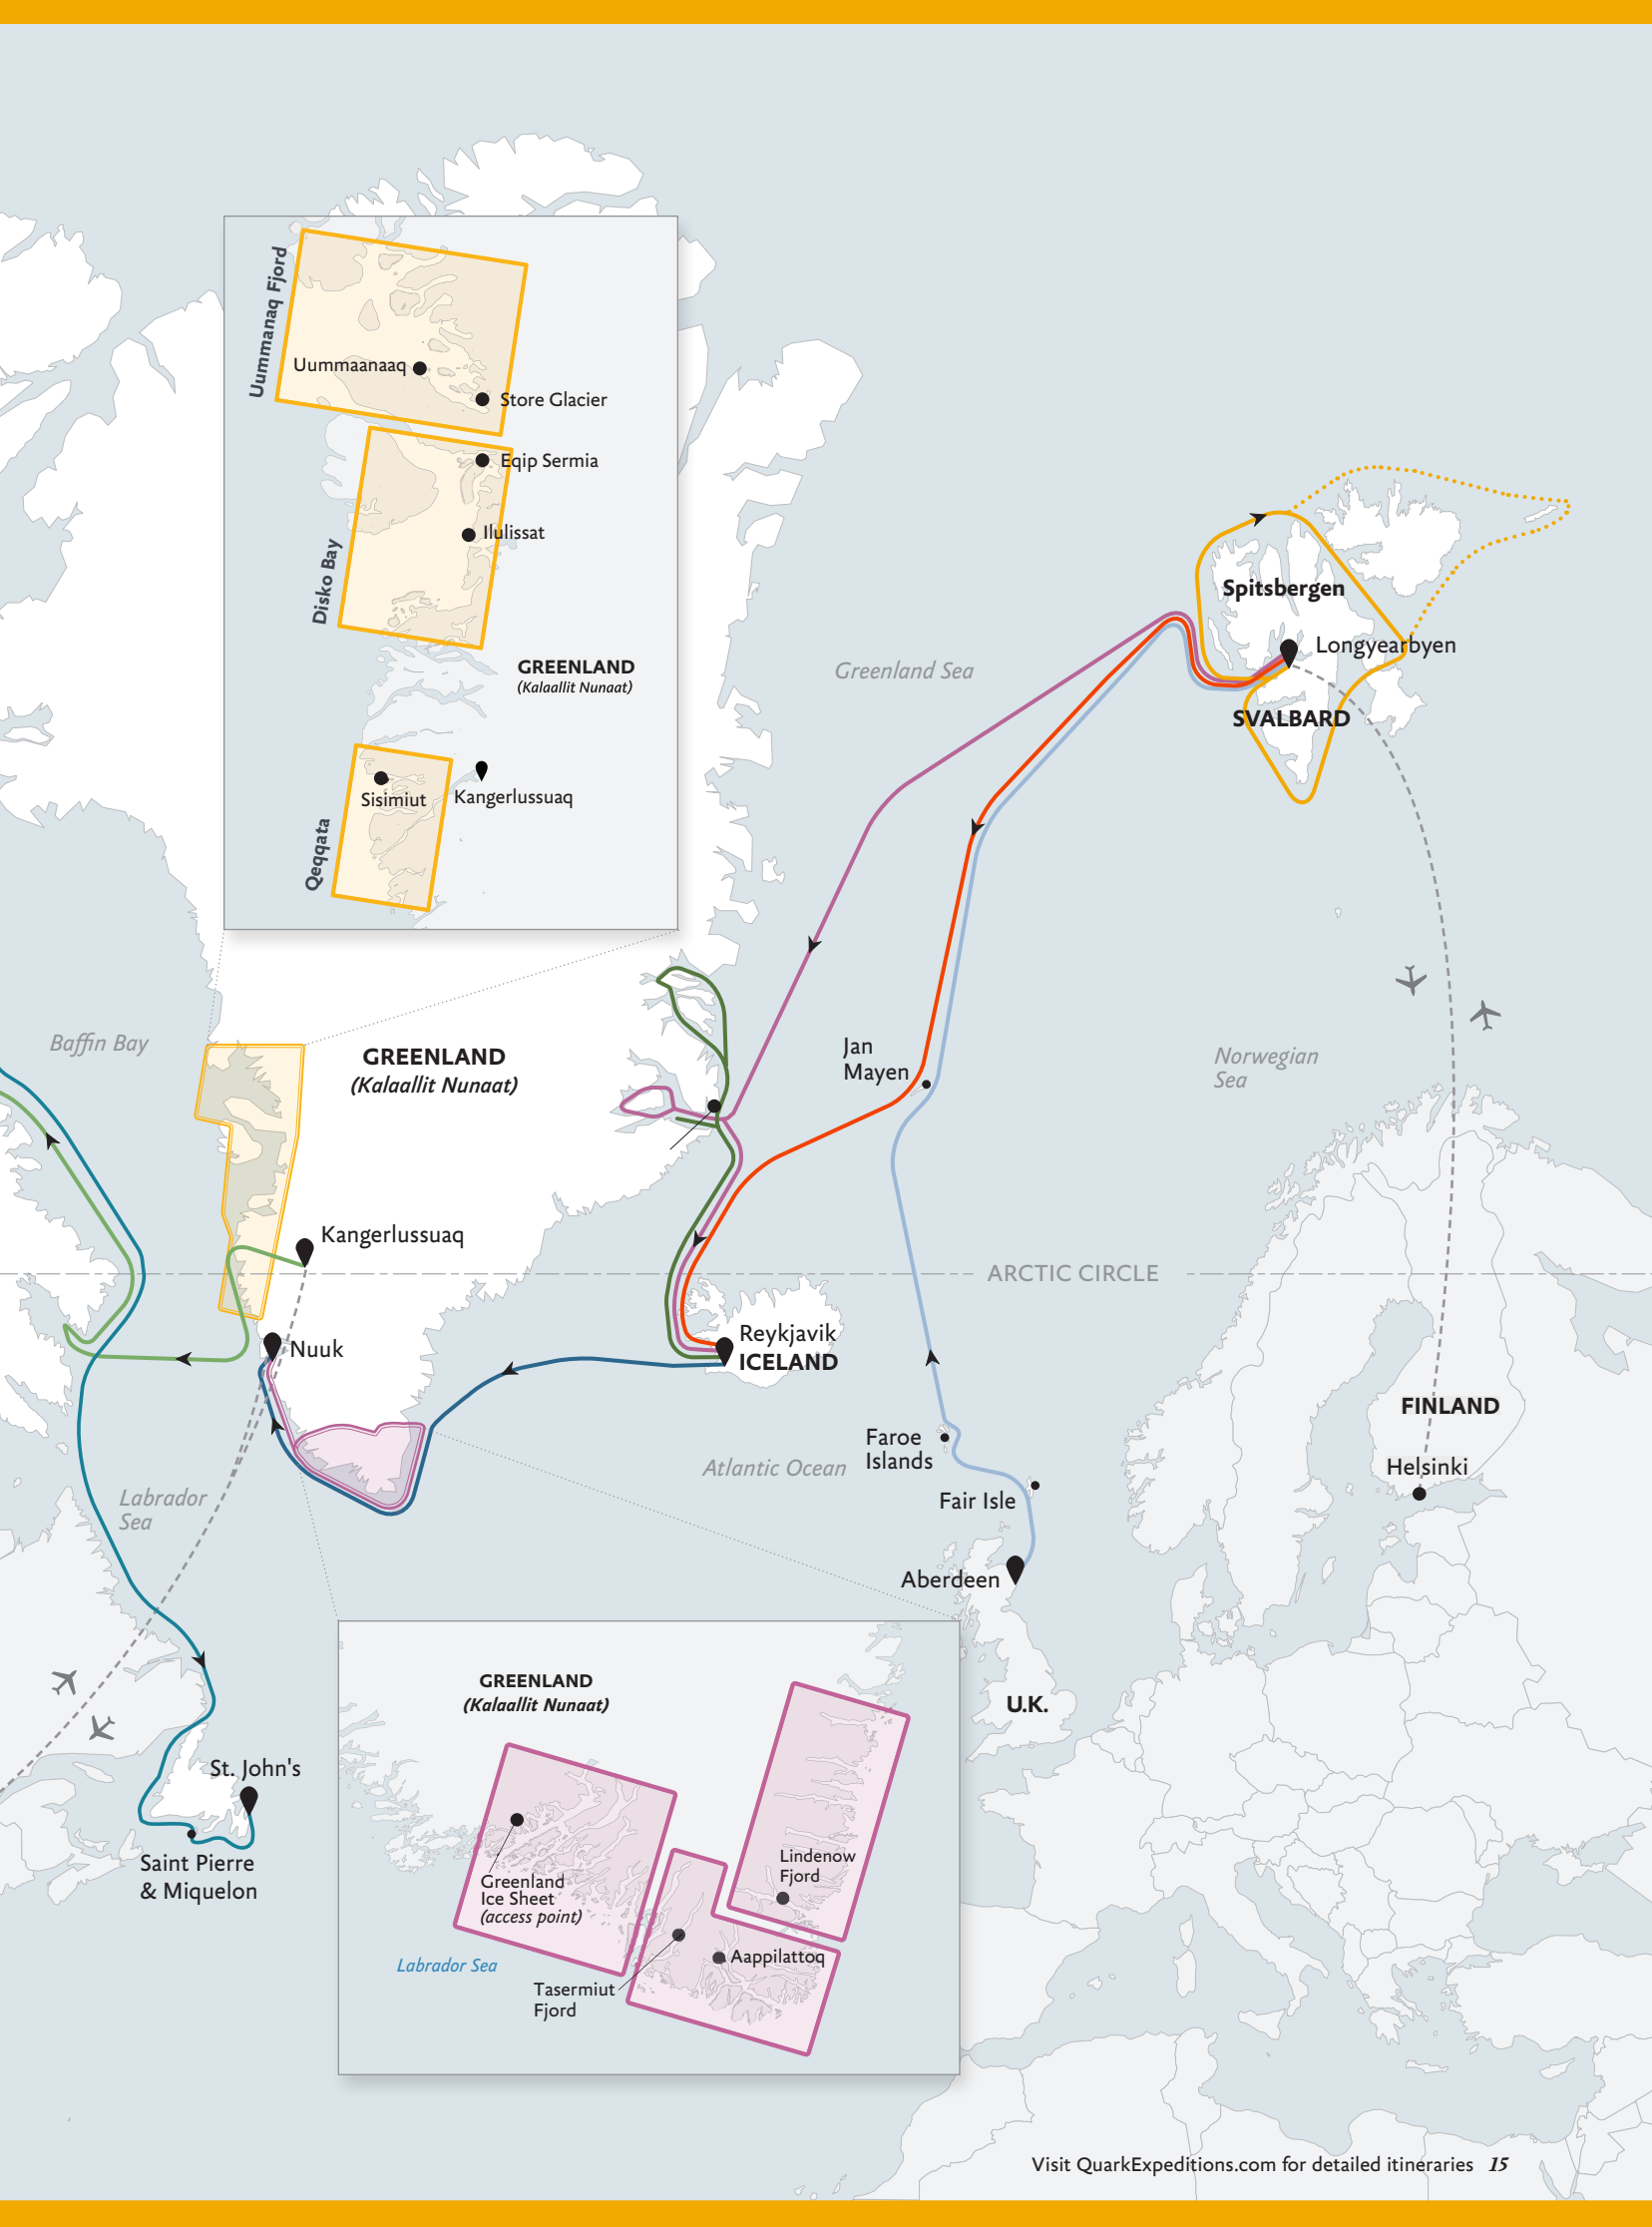 Uummanaq Fjord
Uummaanaaq
Store Glacier
Eqip Sermia
Ilulissat
Disko Bay
GREENLAND
(Kalaallit Nunaat)
Sisimiut
Kangerlussuaq
Qeqqata
Spitsbergen
Longyearbyen
SVALBARD
Greenland Sea
Baffin Bay
GREENLAND
(Kalaallit Nunaat)
Jan
Mayen
Norwegian
Sea
Kangerlussuaq
ARCTIC CIRCLE
Nuuk
Reykjavik
ICELAND
FINLAND
Helsinki
Faroe
Islands
Atlantic Ocean
Fair Isle
Labrador
Sea
Aberdeen
U.K.
St. John's
Saint Pierre
& Miquelon
GREENLAND
(Kalaallit Nunaat)
Lindenow
Fjord
Greenland
Ice Sheet
(access point)
Aappilattoq
Labrador Sea
Tasermiut
Fjord
Visit QuarkExpeditions.com for detailed itineraries 15